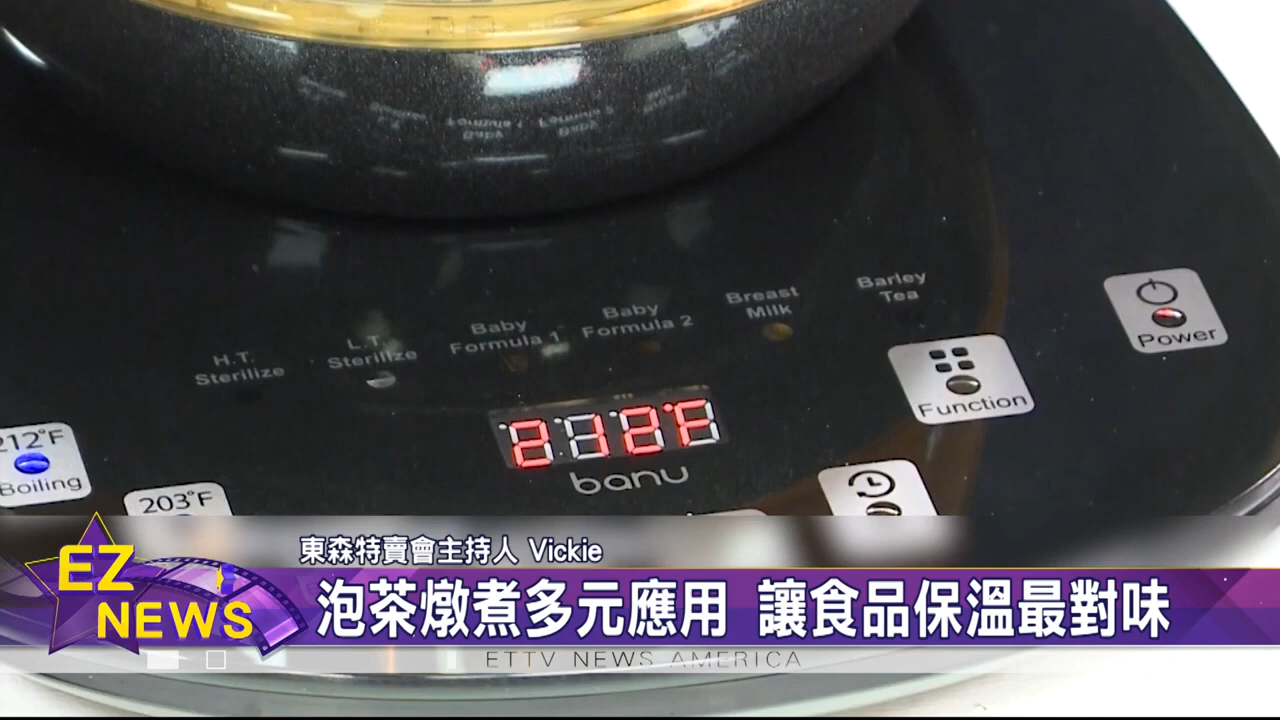 Barley
Tea
Breast
Milk
Baby
Formula 2
Baby
Formula 1
L.T.
Sterilize
H.T.
Sterilize
Power
Function
212°F
banu
212°F
Boiling
203°F
東森特賣會主持人 Vickie
EZ
NEWS
泡茶燉煮多元應用 讓食品保溫最對味
ETTV NEWS AMERICA